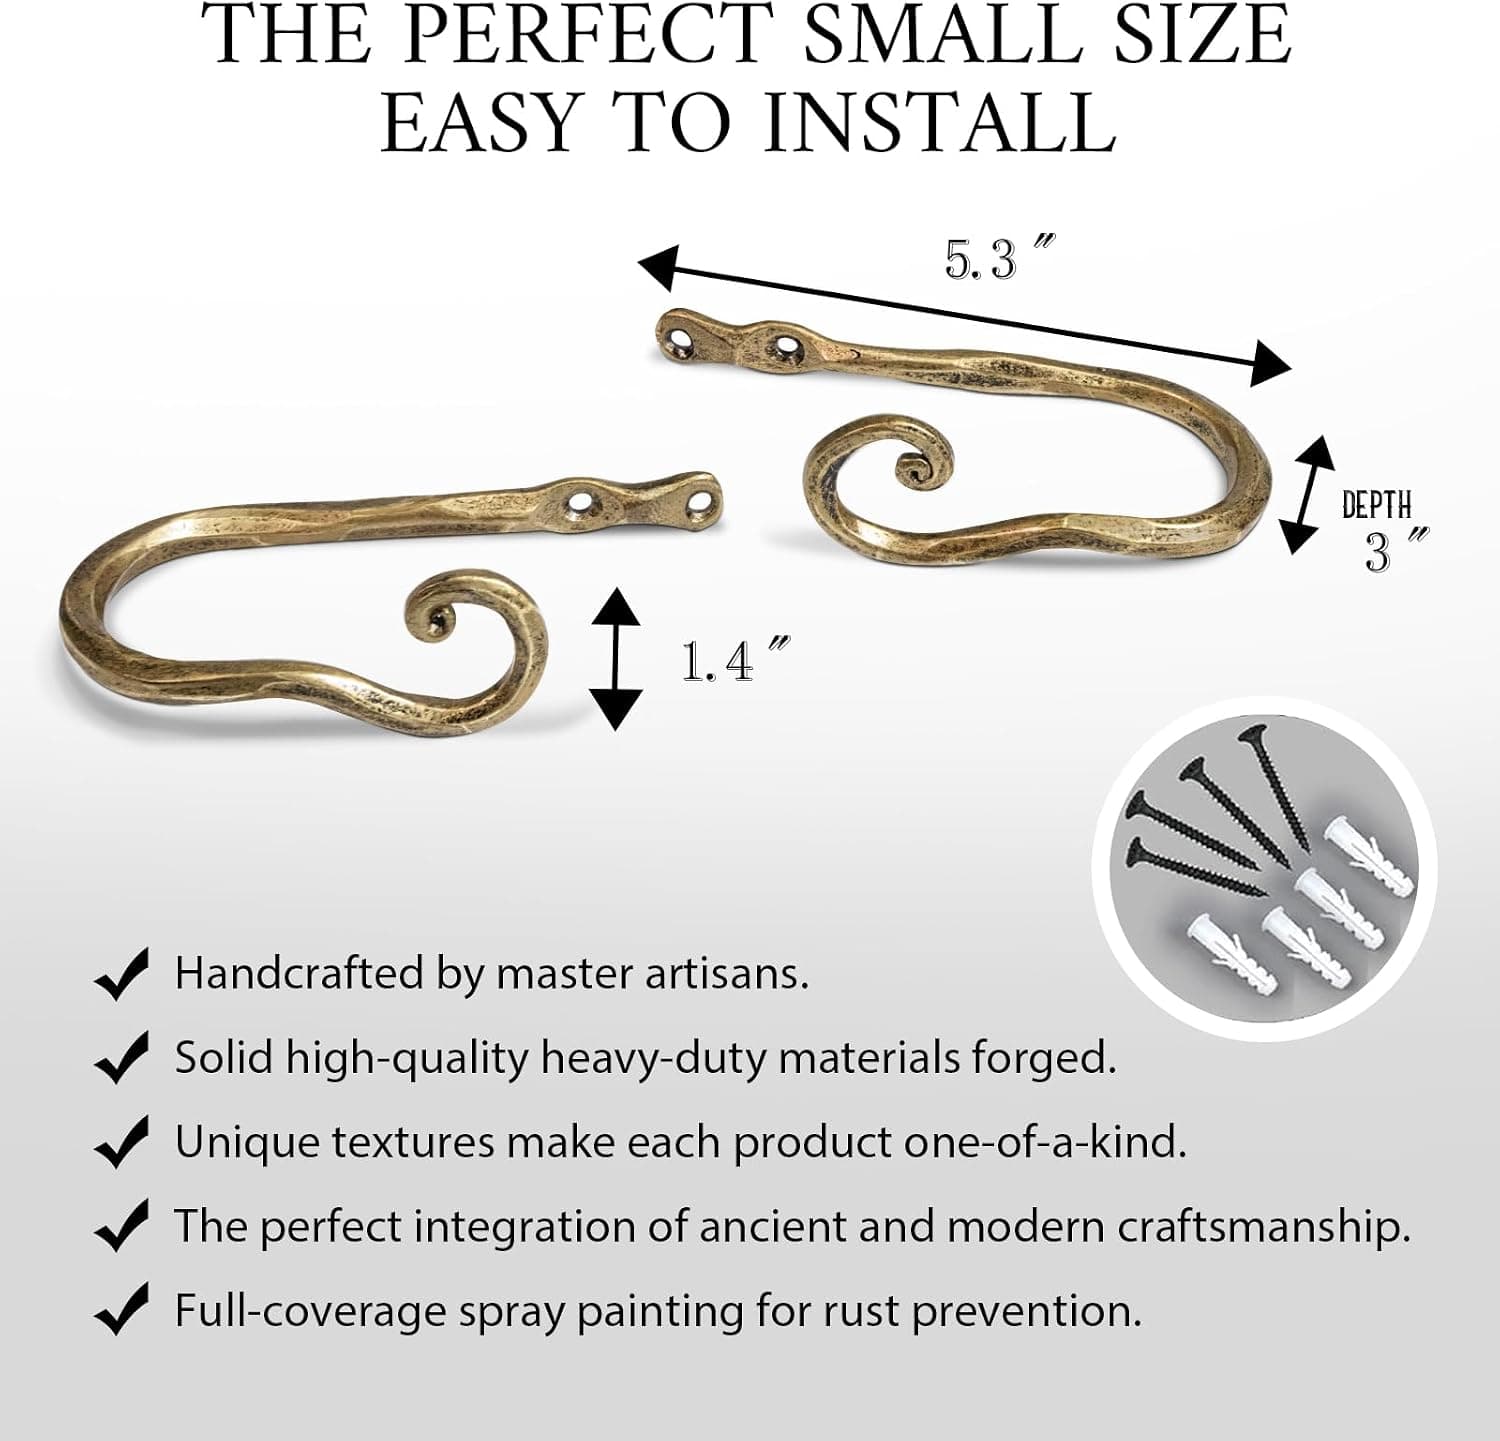 THE PERFECT SMALL SIZE
EASY TO INSTALL
5.3"
DEPTH
3"
1.4"
Handcrafted by master artisans.
Solid high-quality heavy-duty materials forged.
Unique textures make each product one-of-a-kind.
The perfect integration of ancient and modern craftsmanship.
Full-coverage spray painting for rust prevention.